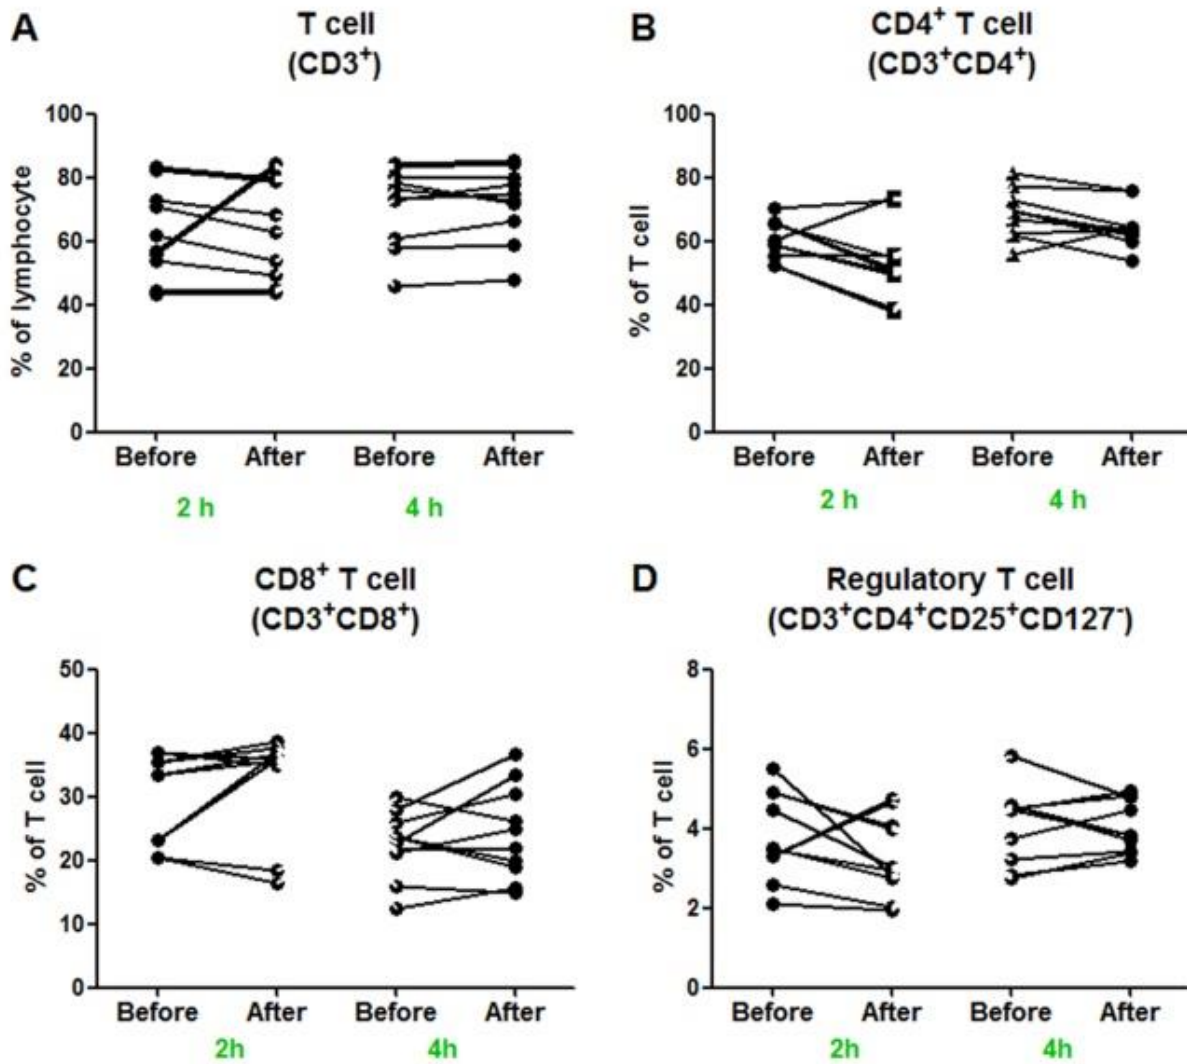 A
T cell
(CD3⁺)
% of lymphocyte
100
80
60
40
20
0
Before After Before After
2 h 4 h
B
CD4⁺ T cell
(CD3⁺CD4⁺)
% of T cell
100
80
60
40
20
0
Before After Before After
2 h 4 h
C
CD8⁺ T cell
(CD3⁺CD8⁺)
% of T cell
50
40
30
20
10
0
Before After Before After
2h 4h
D
Regulatory T cell
(CD3⁺CD4⁺CD25⁺CD127⁻)
% of T cell
8
6
4
2
0
Before After Before After
2h 4h